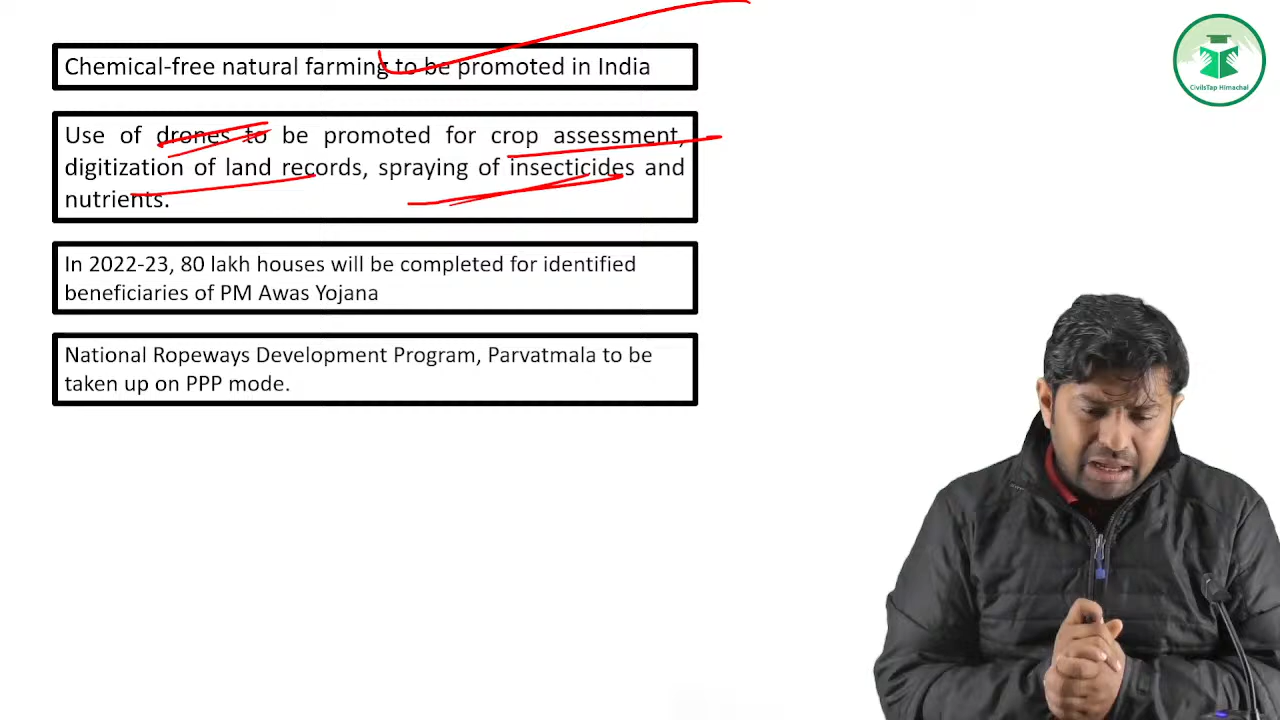 Chemical-free natural farming to be promoted in India
Use of drones to be promoted for crop assessment,
digitization of land records, spraying of insecticides and
nutrients.
In 2022-23, 80 lakh houses will be completed for identified
beneficiaries of PM Awas Yojana
National Ropeways Development Program, Parvatmala to be
taken up on PPP mode.
CivilsTap Himachal